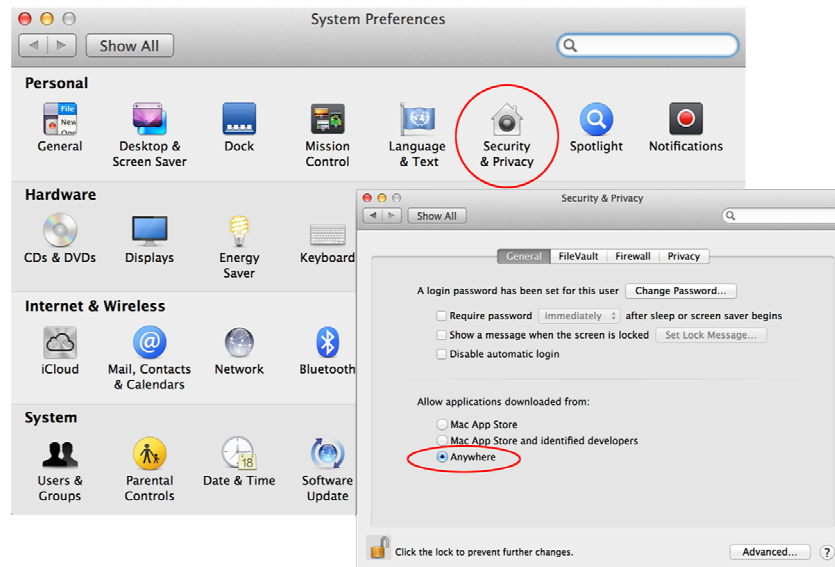 System Preferences
Show All
Personal
File
New
General
Desktop &
Screen Saver
Dock
Mission
Control
Language
& Text
Security
& Privacy
Spotlight
Notifications
Hardware
CDs & DVDs
Displays
Energy
Saver
Keyboard
Internet & Wireless
iCloud
@
Mail, Contacts
& Calendars
Network
Bluetooth
System
Users &
Groups
Parental
Controls
18
Date & Time
Software
Update
Security & Privacy
Show All
General FileVault Firewall Privacy
A login password has been set for this user Change Password...
Require password immediately after sleep or screen saver begins
Show a message when the screen is locked Set Lock Message...
Disable automatic login
Allow applications downloaded from:
Mac App Store
Mac App Store and identified developers
Anywhere
Click the lock to prevent further changes.
Advanced... ?